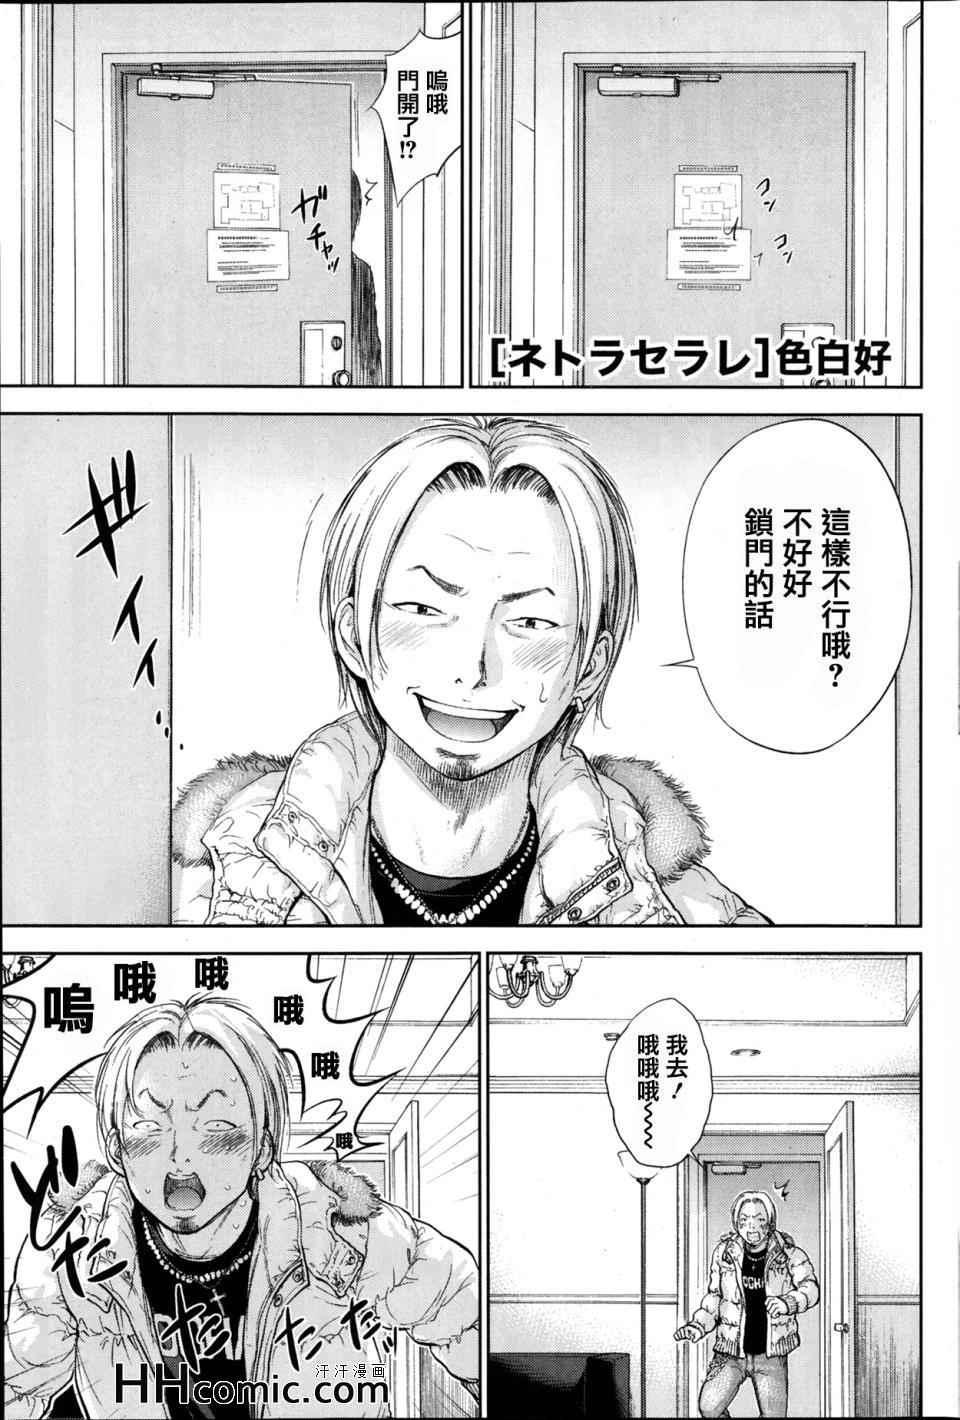 コンコン
[ネトラセラレ]色白好
嗚哦
門開了!?
ガチャッ
這樣不行哦?
不好好
鎖門的話
ギイィ…
我去!
哦哦哦~~
嗚哦哦哦哦哦
どたたたたっ
汗汗漫画
HHcomic.com